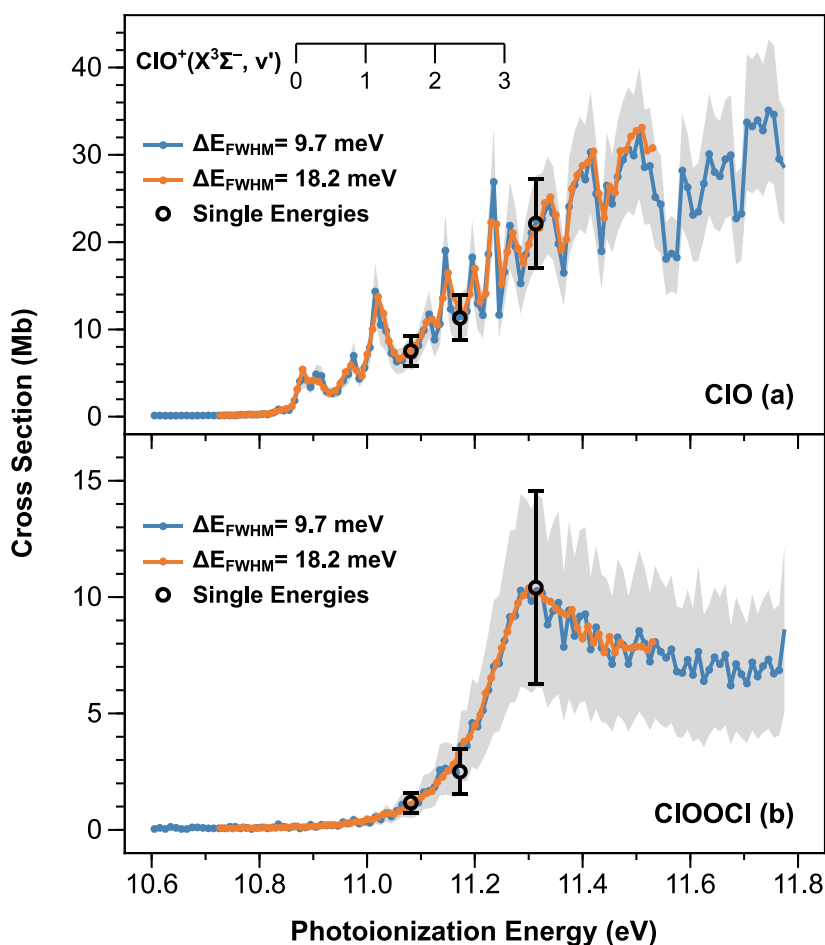 ClO⁺(X³Σ⁻, v')
0 1 2 3
ΔE_FWHM= 9.7 meV
ΔE_FWHM= 18.2 meV
Single Energies
40
30
20
10
0
ClO (a)
Cross Section (Mb)
15
10
5
0
ΔE_FWHM= 9.7 meV
ΔE_FWHM= 18.2 meV
Single Energies
ClOOCl (b)
10.6 10.8 11.0 11.2 11.4 11.6 11.8
Photoionization Energy (eV)